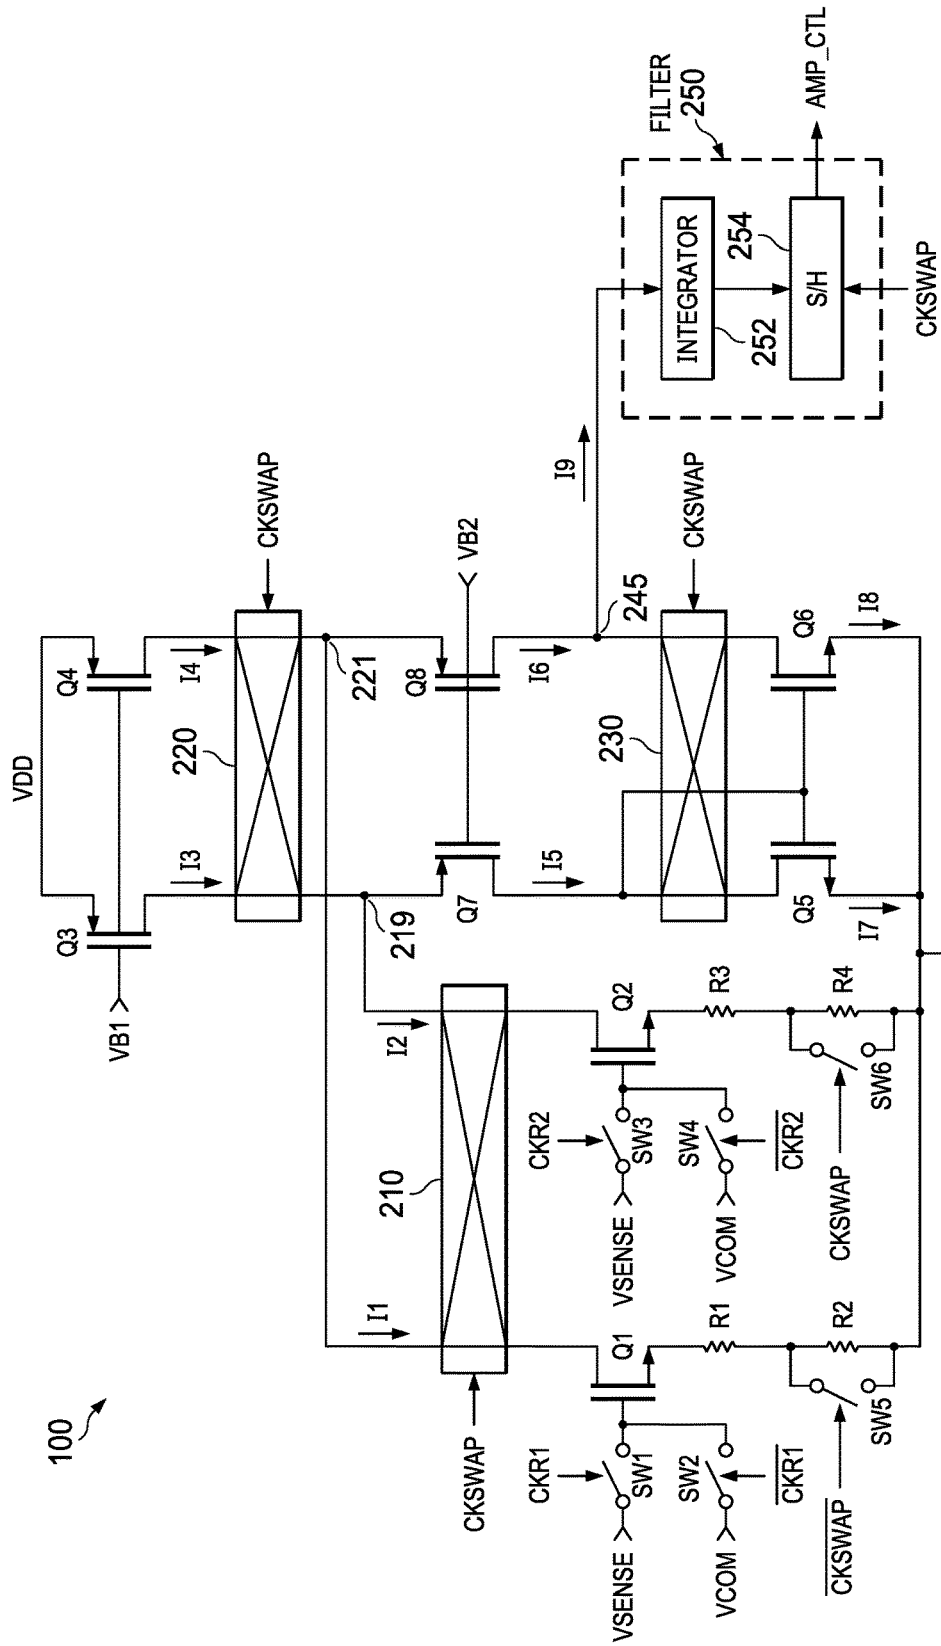 100
VDD
Q3
Q4
VB1
I3
I4
220
CKSWAP
219
221
I1
I2
210
CKSWAP
Q7
Q8
VB2
I5
I6
I9
245
230
CKSWAP
FILTER
250
INTEGRATOR
252
254
S/H
AMP_CTL
CKSWAP
Q5
Q6
I7
I8
CKR1
VSENSE
SW1
Q1
VCOM
SW2
CKR1
R1
R2
SW5
CKSWAP
CKR2
VSENSE
SW3
Q2
VCOM
SW4
CKR2
R3
R4
SW6
CKSWAP